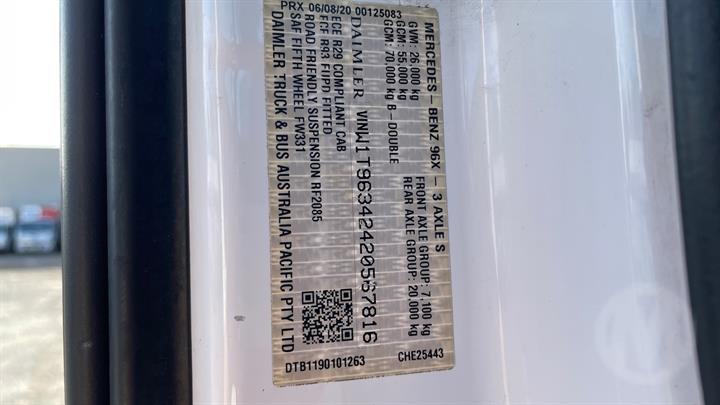 PRX 06/08/20 00125083
MERCEDES-BENZ 96X - 3 AXLE S
GVM: 26,000 kg FRONT AXLE GROUP: 7,100 kg
GCM: 55,000 kg REAR AXLE GROUP: 20,000 kg
GCM: 70,000 kg B-DOUBLE
DAIMLER VINW1T96342420567816
ECE R29 COMPLIANT CAB
ECE R93 FUPD FITTED
ROAD FRIENDLY SUSPENSION RF2085
SAF FIFTH WHEEL FW331
DAIMLER TRUCK & BUS AUSTRALIA PACIFIC PTY LTD
DTB1190101263 CHE25443